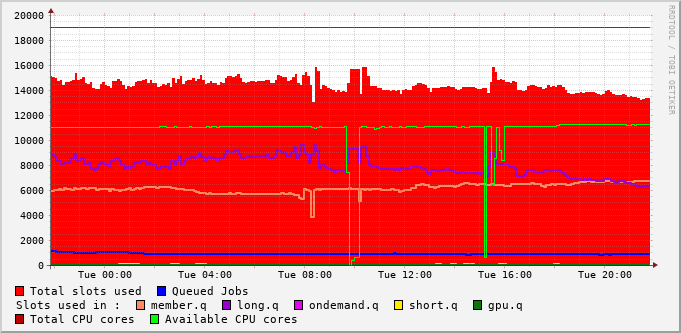 20000
18000
16000
14000
12000
10000
8000
6000
4000
2000
0
Tue 00:00 Tue 04:00 Tue 08:00 Tue 12:00 Tue 16:00 Tue 20:00
RRDTOOL / TOBI OETIKER
Total slots used Queued Jobs
Slots used in : member.q long.q ondemand.q short.q gpu.q
Total CPU cores Available CPU cores